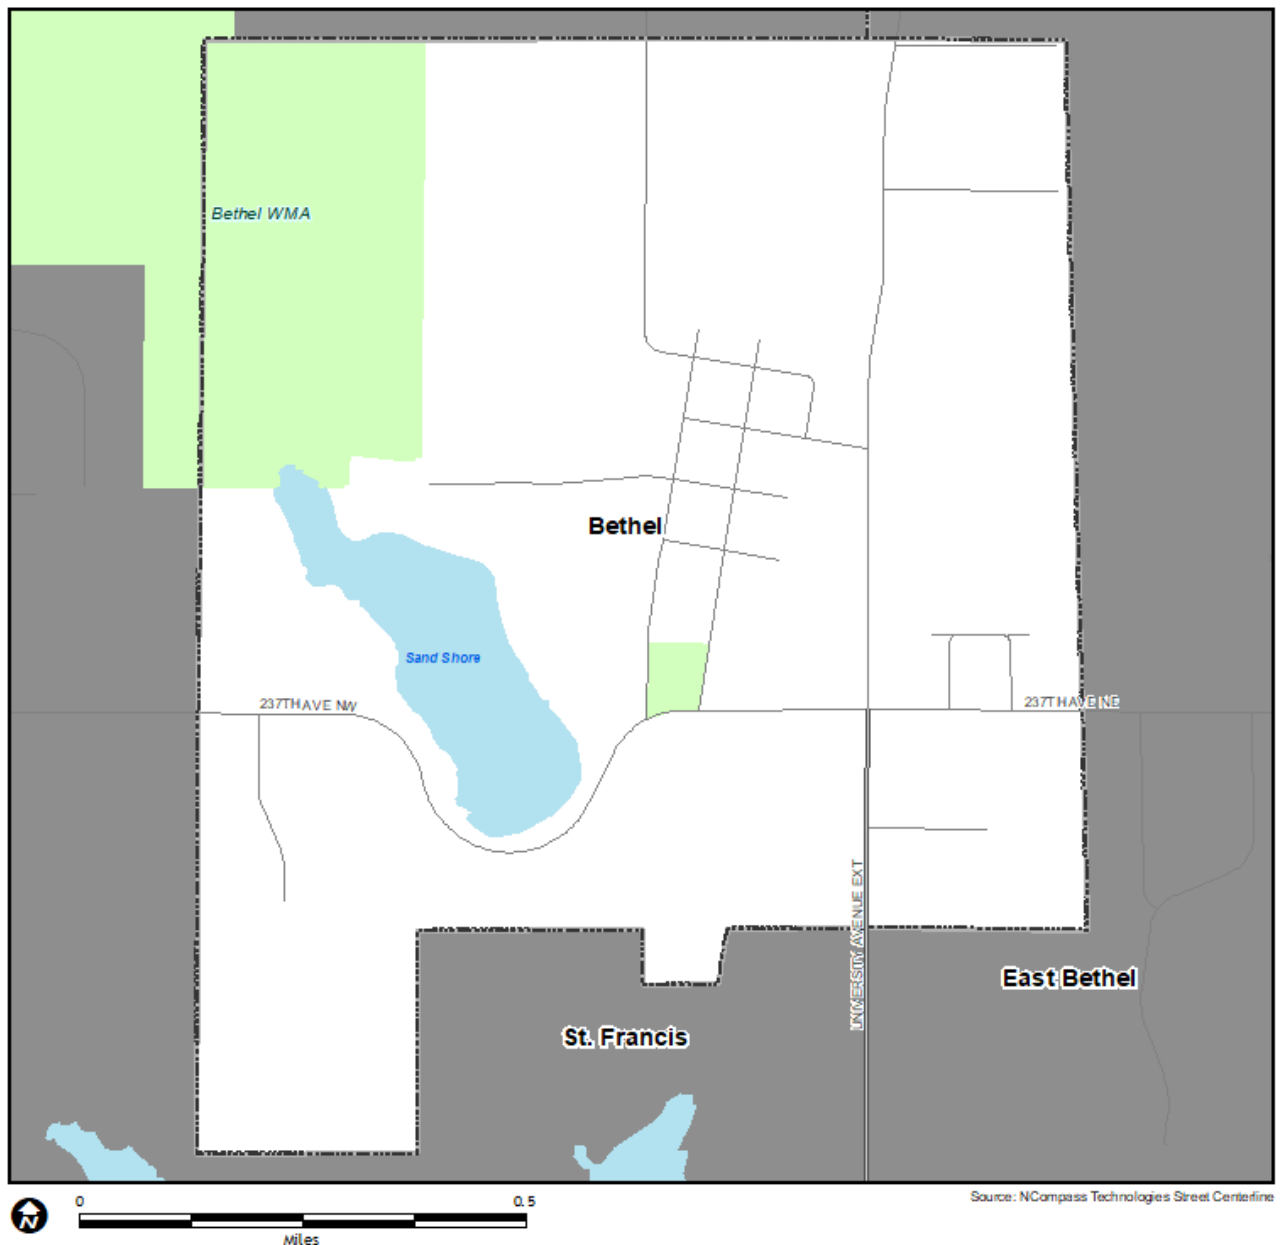 Bethel WMA
Bethel
Sand Shore
237TH AVE NW
237TH AVE NE
UNIVERSITY AVENUE EXT
East Bethel
St. Francis
0
0.5
Miles
N
Source: NCompass Technologies Street Centerline